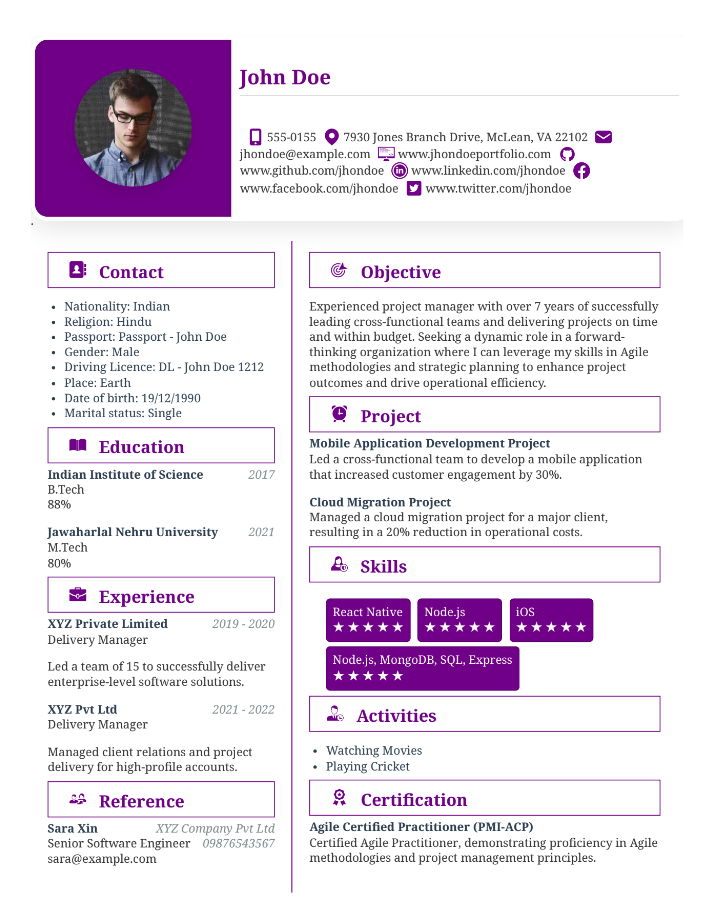 John Doe
555-0155 7930 Jones Branch Drive, McLean, VA 22102
jhondoe@example.com www.jhondoeportfolio.com
www.github.com/jhondoe www.linkedin.com/jhondoe
www.facebook.com/jhondoe www.twitter.com/jhondoe
.
Contact
• Nationality: Indian
• Religion: Hindu
• Passport: Passport - John Doe
• Gender: Male
• Driving Licence: DL - John Doe 1212
• Place: Earth
• Date of birth: 19/12/1990
• Marital status: Single
Education
Indian Institute of Science 2017
B.Tech
88%
Jawaharlal Nehru University 2021
M.Tech
80%
Experience
XYZ Private Limited 2019 - 2020
Delivery Manager
Led a team of 15 to successfully deliver
enterprise-level software solutions.
XYZ Pvt Ltd 2021 - 2022
Delivery Manager
Managed client relations and project
delivery for high-profile accounts.
Reference
Sara Xin XYZ Company Pvt Ltd
Senior Software Engineer 09876543567
sara@example.com
Objective
Experienced project manager with over 7 years of successfully
leading cross-functional teams and delivering projects on time
and within budget. Seeking a dynamic role in a forward-
thinking organization where I can leverage my skills in Agile
methodologies and strategic planning to enhance project
outcomes and drive operational efficiency.
Project
Mobile Application Development Project
Led a cross-functional team to develop a mobile application
that increased customer engagement by 30%.
Cloud Migration Project
Managed a cloud migration project for a major client,
resulting in a 20% reduction in operational costs.
Skills
React Native Node.js iOS
★★★★★ ★★★★★ ★★★★★
Node.js, MongoDB, SQL, Express
★★★★★
Activities
• Watching Movies
• Playing Cricket
Certification
Agile Certified Practitioner (PMI-ACP)
Certified Agile Practitioner, demonstrating proficiency in Agile
methodologies and project management principles.